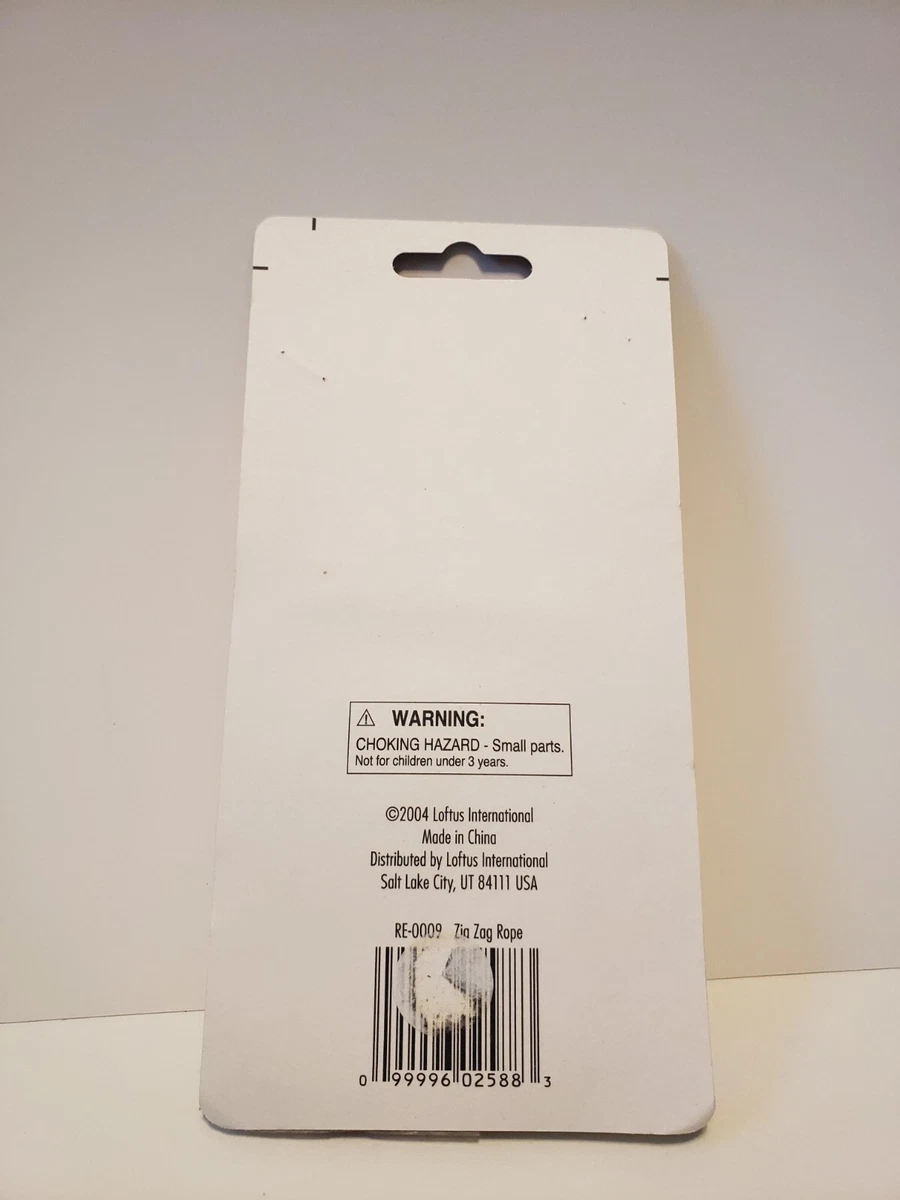 ⚠ WARNING:
CHOKING HAZARD - Small parts.
Not for children under 3 years.
©2004 Loftus International
Made in China
Distributed by Loftus International
Salt Lake City, UT 84111 USA
RE-0009 Zig Zag Rope
0 99996 02588 3